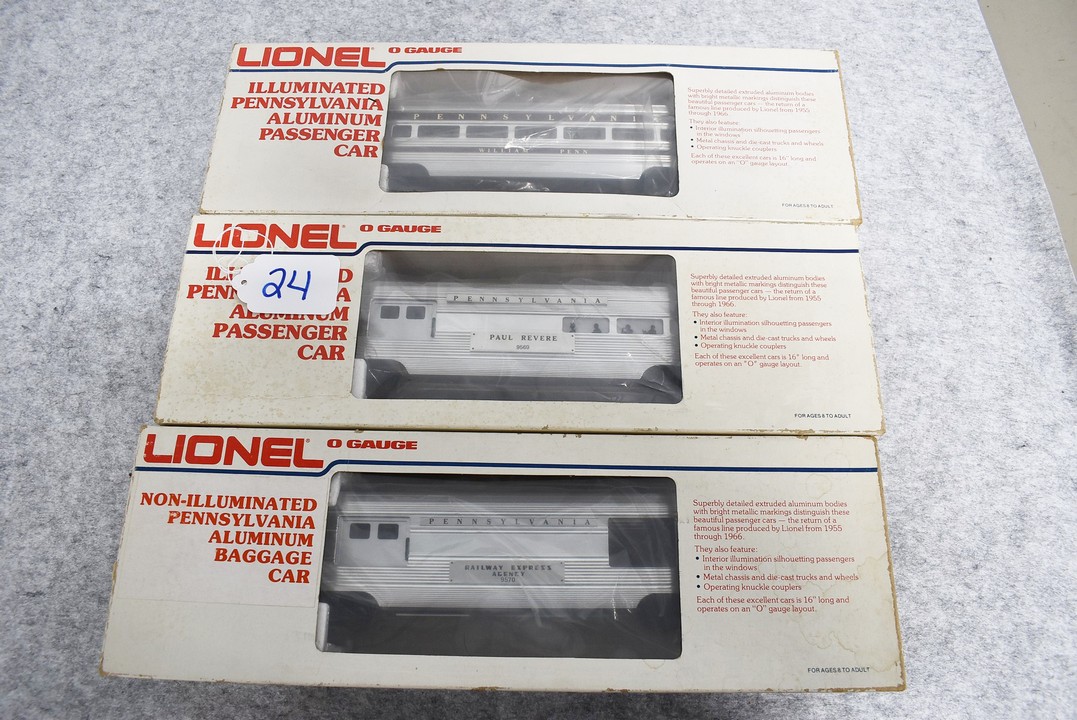 LIONEL O GAUGE
ILLUMINATED
PENNSYLVANIA
ALUMINUM
PASSENGER
CAR
PENNSYLVANI
WILLIAM PENN
Superbly detailed extruded aluminum bodies
with bright metallic markings distinguish these
beautiful passenger cars — the return of a
famous line produced by Lionel from 1955
through 1966.
They also feature:
• Interior illumination silhouetting passengers
in the windows
• Metal chassis and die-cast trucks and wheels
• Operating knuckle couplers
Each of these excellent cars is 16" long and
operates on an "O" gauge layout.
FOR AGES 8 TO ADULT
LIONEL O GAUGE
24
ALUMINUM
PASSENGER
CAR
PENNSYLVANIA
PAUL REVERE
9569
Superbly detailed extruded aluminum bodies
with bright metallic markings distinguish these
beautiful passenger cars — the return of a
famous line produced by Lionel from 1955
through 1966.
They also feature:
• Interior illumination silhouetting passengers
in the windows
• Metal chassis and die-cast trucks and wheels
• Operating knuckle couplers
Each of these excellent cars is 16" long and
operates on an "O" gauge layout.
FOR AGES 8 TO ADULT
LIONEL O GAUGE
NON-ILLUMINATED
PENNSYLVANIA
ALUMINUM
BAGGAGE
CAR
PENNSYLVANIA
RAILWAY EXPRESS
AGENCY
9570
Superbly detailed extruded aluminum bodies
with bright metallic markings distinguish these
beautiful passenger cars — the return of a
famous line produced by Lionel from 1955
through 1966.
They also feature:
• Interior illumination silhouetting passengers
in the windows
• Metal chassis and die-cast trucks and wheels
• Operating knuckle couplers
Each of these excellent cars is 16" long and
operates on an "O" gauge layout.
FOR AGES 8 TO ADULT